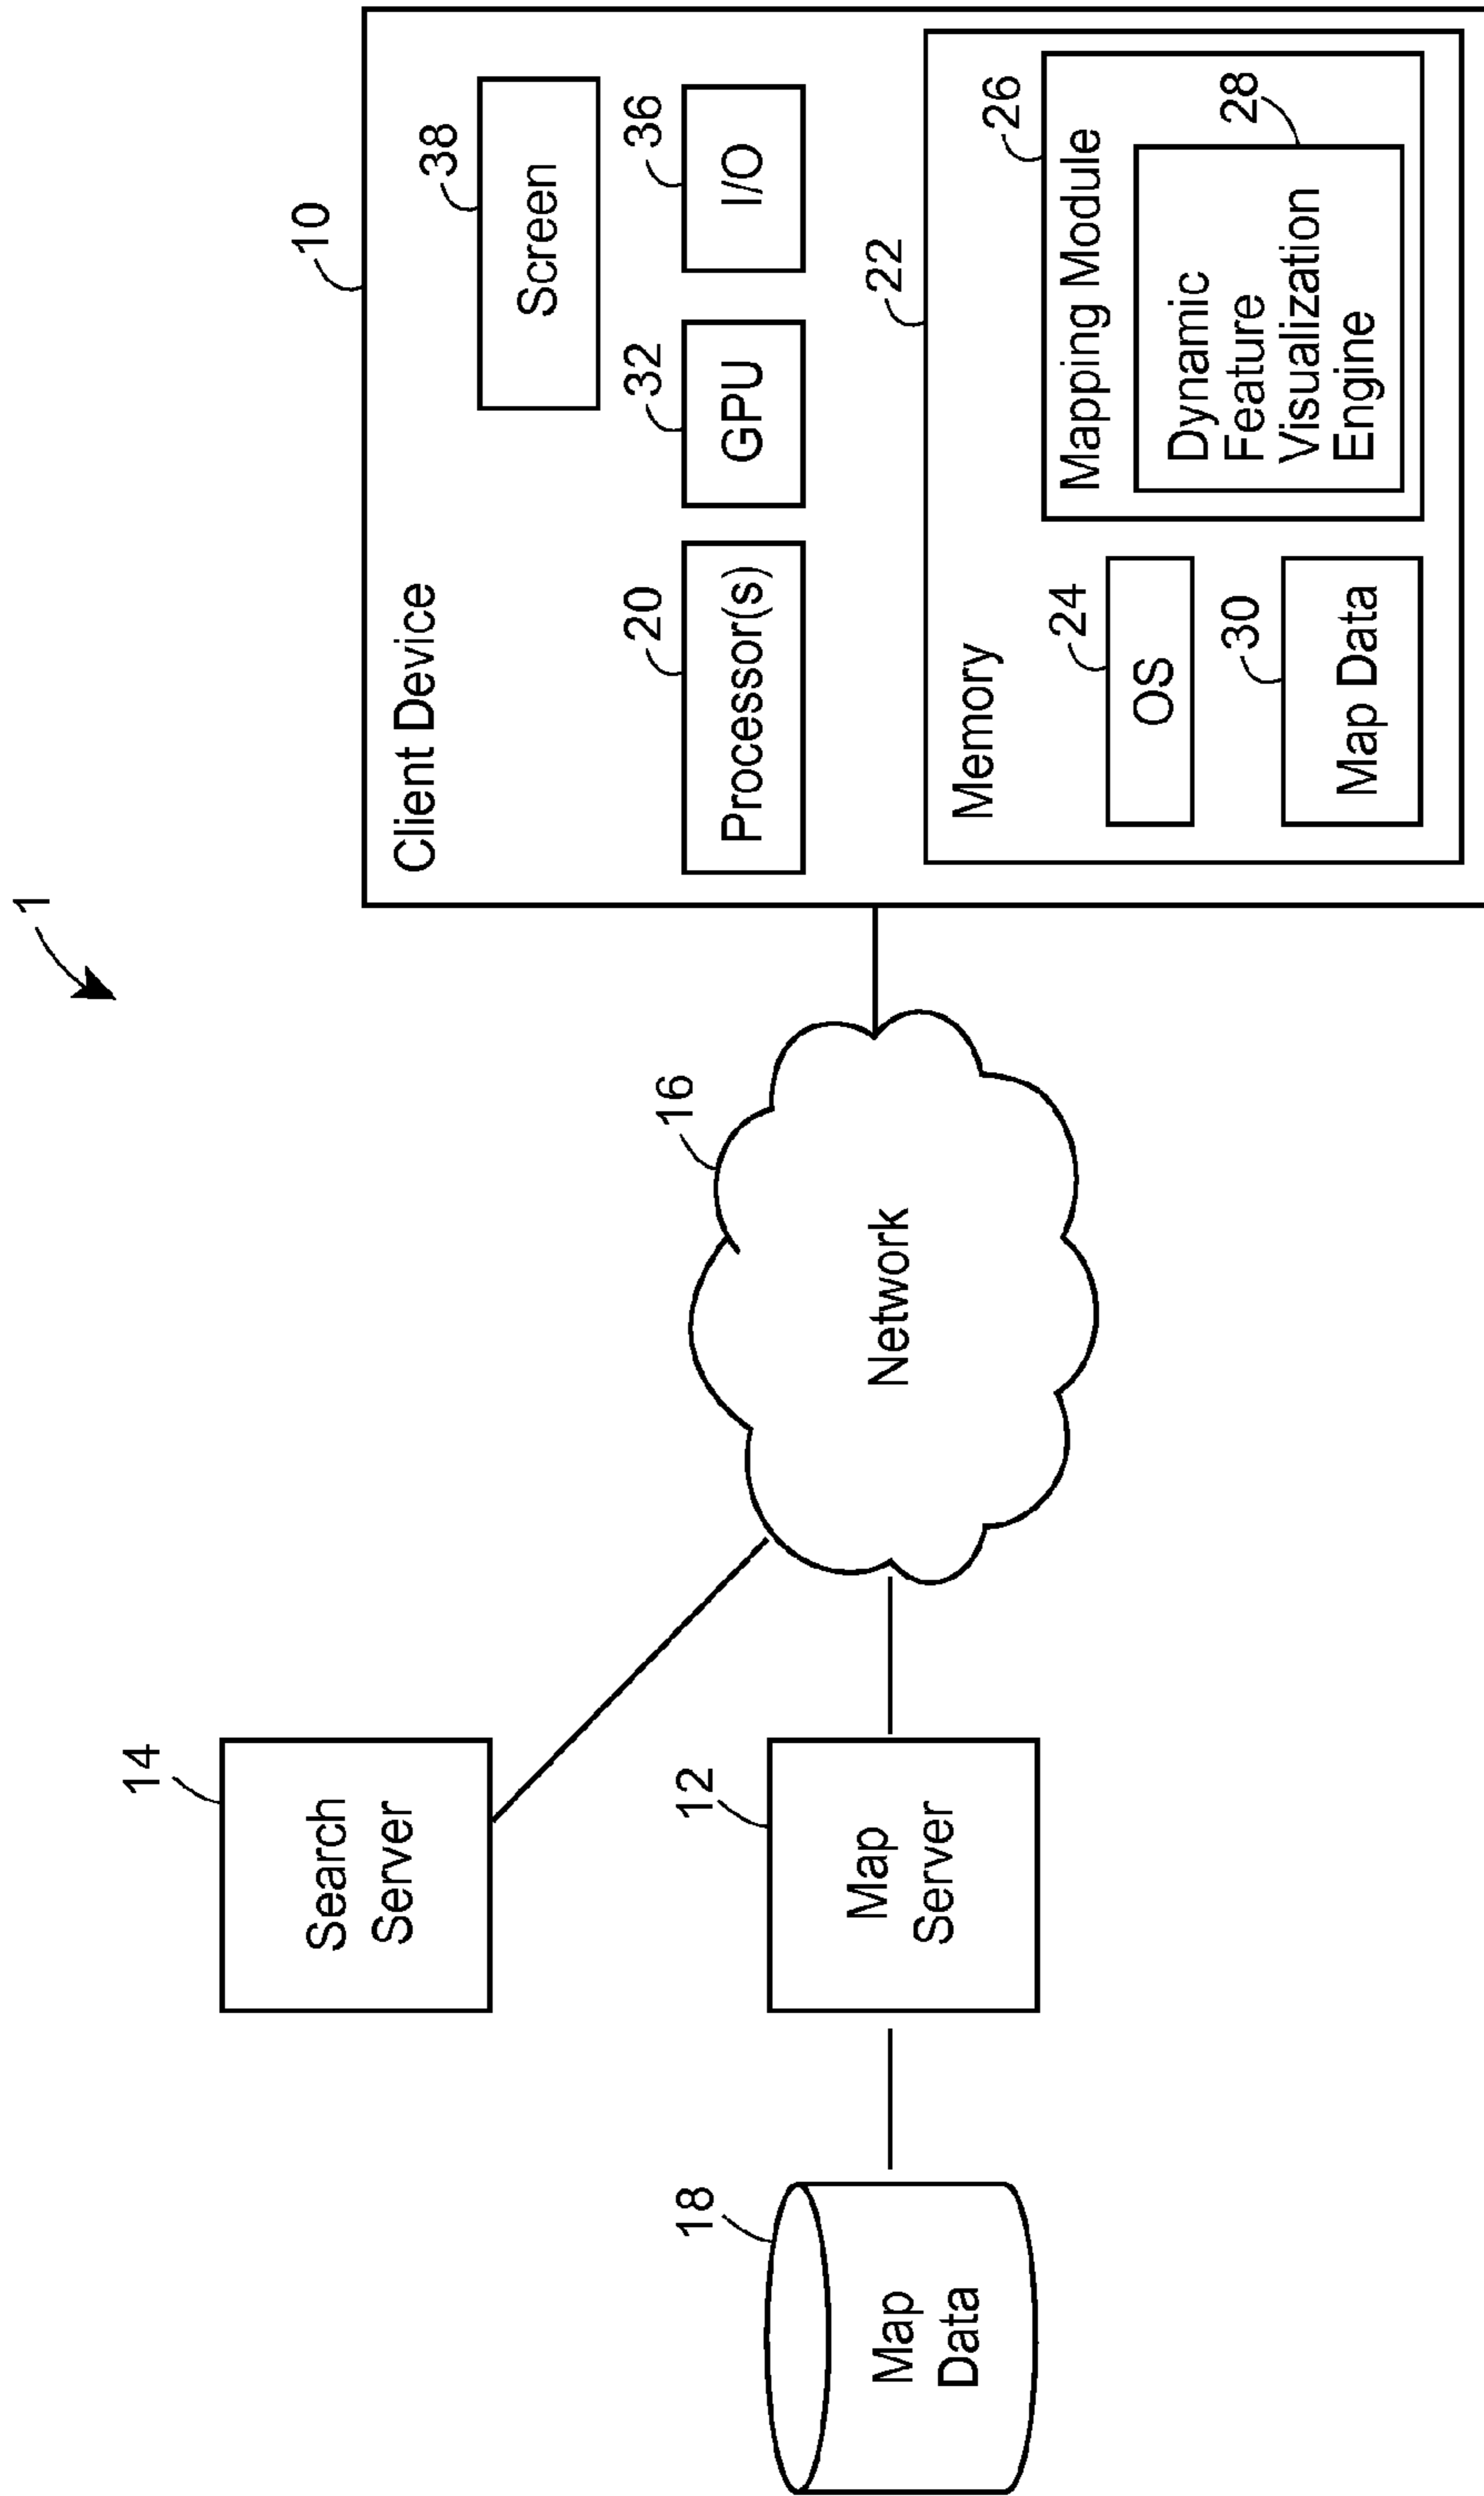 1
10
Client Device
38
Screen
20
Processor(s)
32
GPU
36
I/O
22
Memory
24
OS
30
Map Data
26
Mapping Module
28
Dynamic
Feature
Visualization
Engine
16
Network
14
Search
Server
12
Map
Server
18
Map
Data